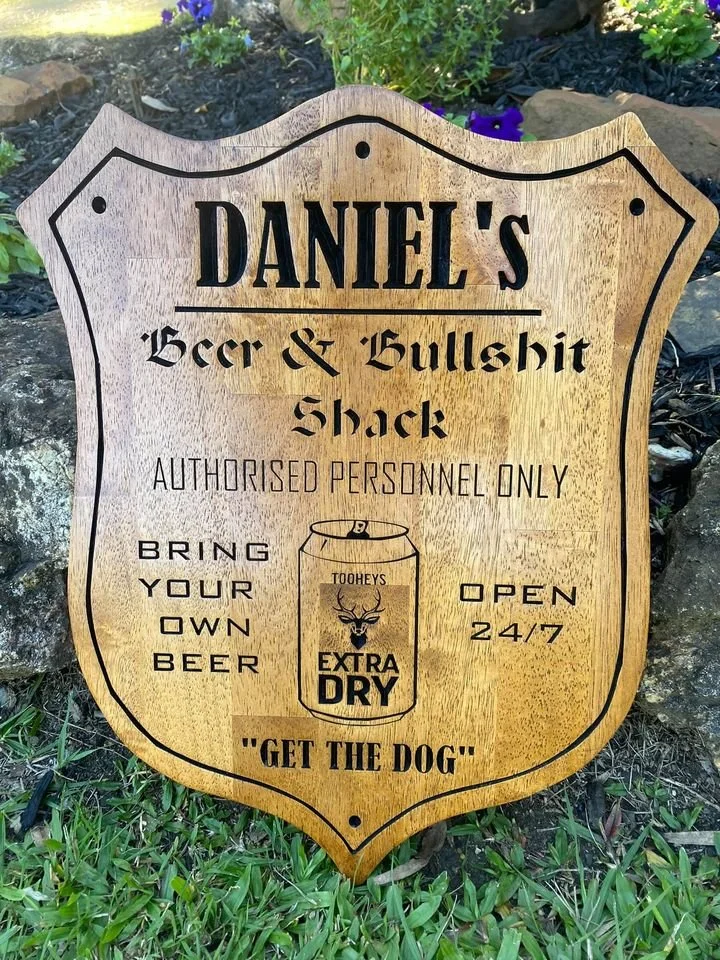 DANIEL's
Beer & Bullshit
Shack
AUTHORISED PERSONNEL ONLY
BRING
YOUR
OWN
BEER
TOOHEYS
EXTRA
DRY
OPEN
24/7
"GET THE DOG"